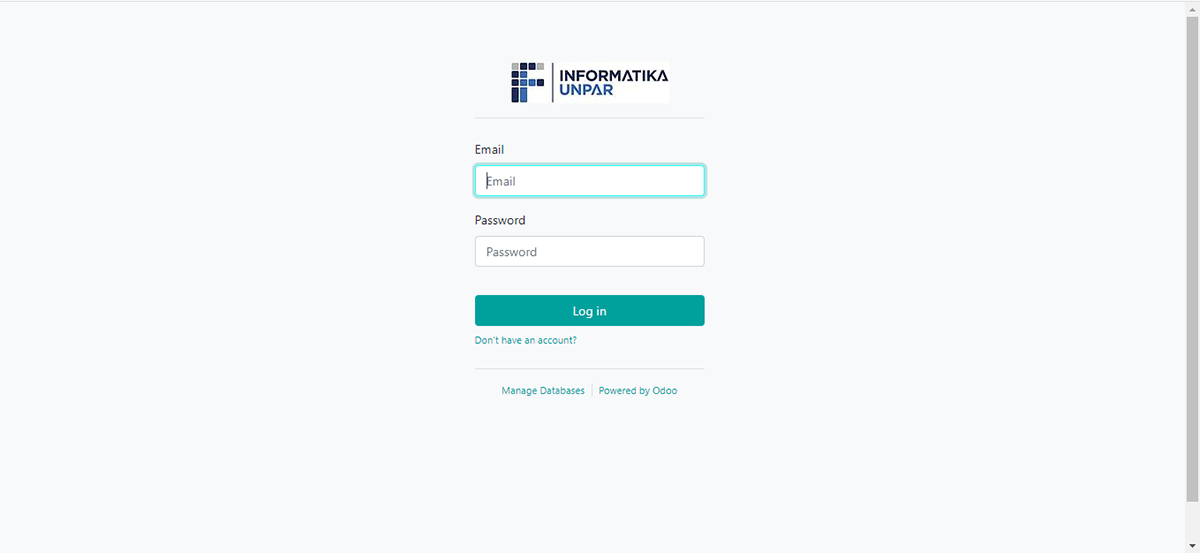 INFORMATIKA
UNPAR
Email
Email
Password
Password
Log in
Don't have an account?
Manage Databases
Powered by Odoo